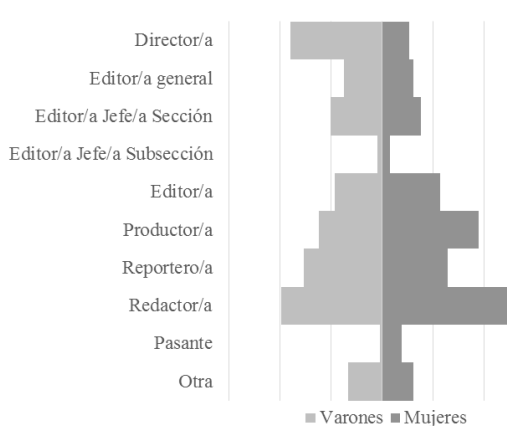 Director/a
Editor/a general
Editor/a Jefe/a Sección
Editor/a Jefe/a Subsección
Editor/a
Productor/a
Reportero/a
Redactor/a
Pasante
Otra
Varones Mujeres